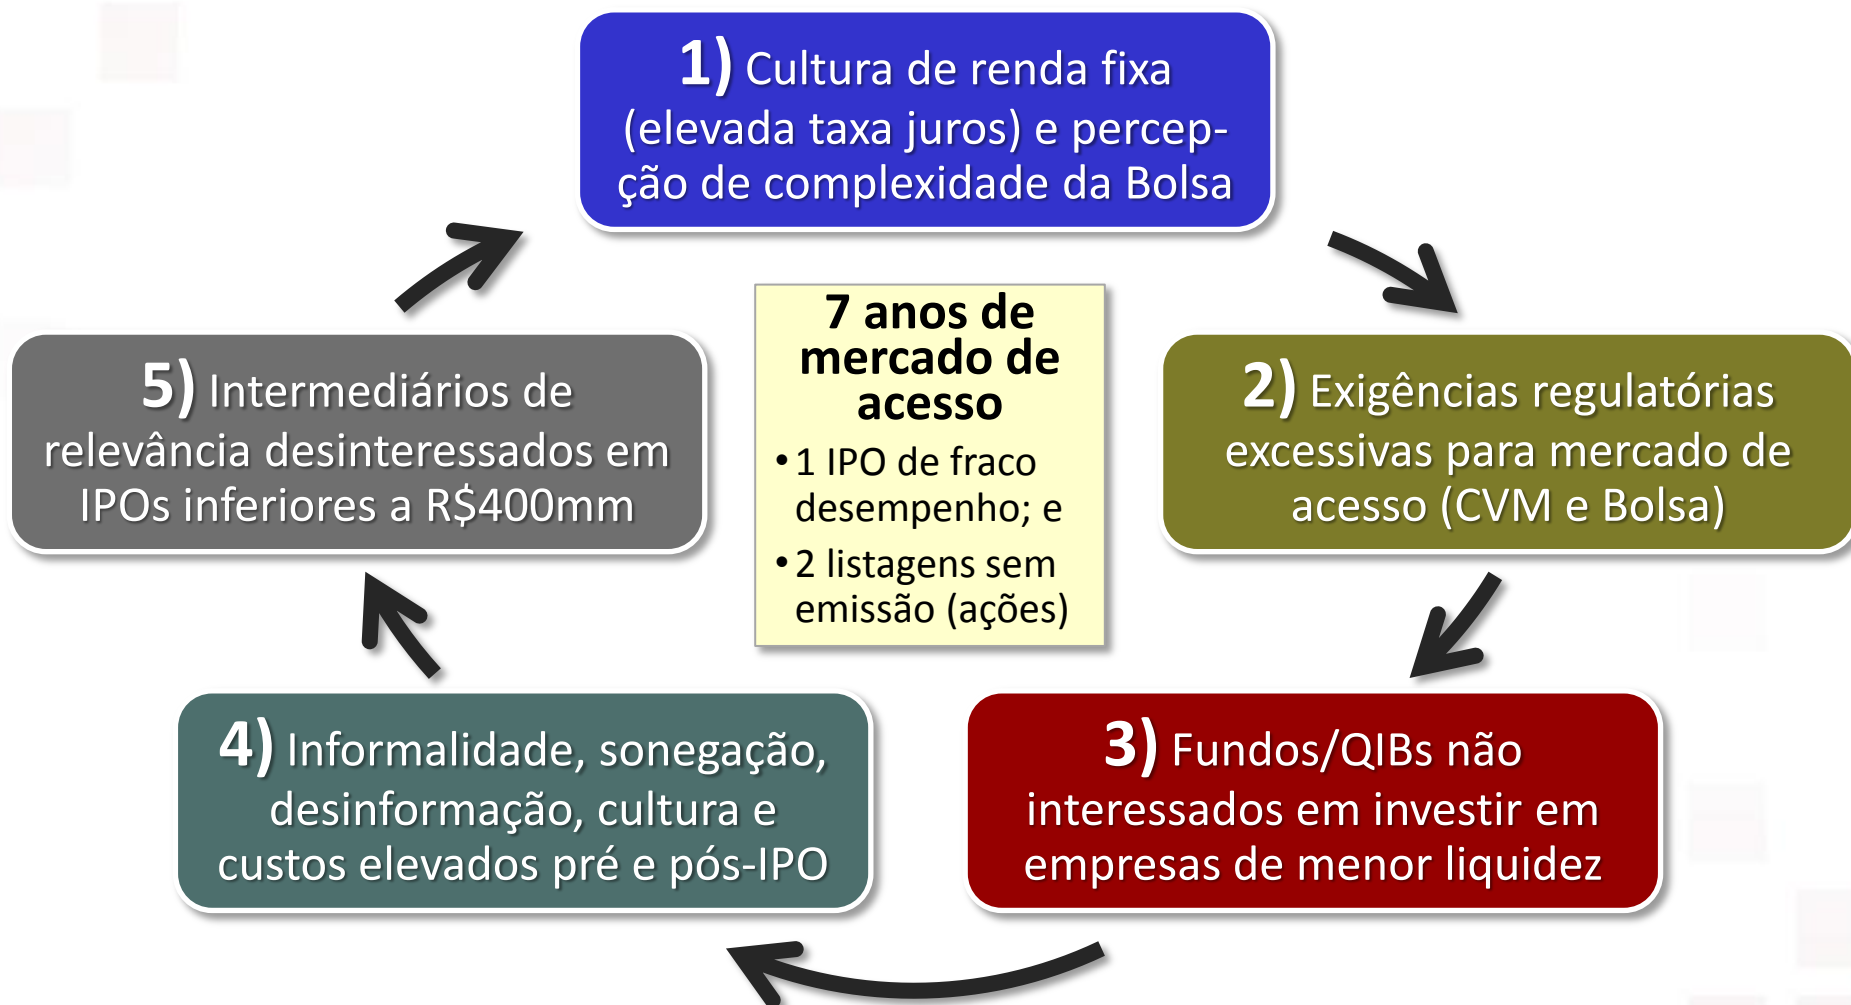 1) Cultura de renda fixa
(elevada taxa juros) e percep-
ção de complexidade da Bolsa
2) Exigências regulatórias
excessivas para mercado de
acesso (CVM e Bolsa)
3) Fundos/QIBs não
interessados em investir em
empresas de menor liquidez
4) Informalidade, sonegação,
desinformação, cultura e
custos elevados pré e pós-IPO
5) Intermediários de
relevância desinteressados em
IPOs inferiores a R$400mm
7 anos de
mercado de
acesso
• 1 IPO de fraco
desempenho; e
• 2 listagens sem
emissão (ações)